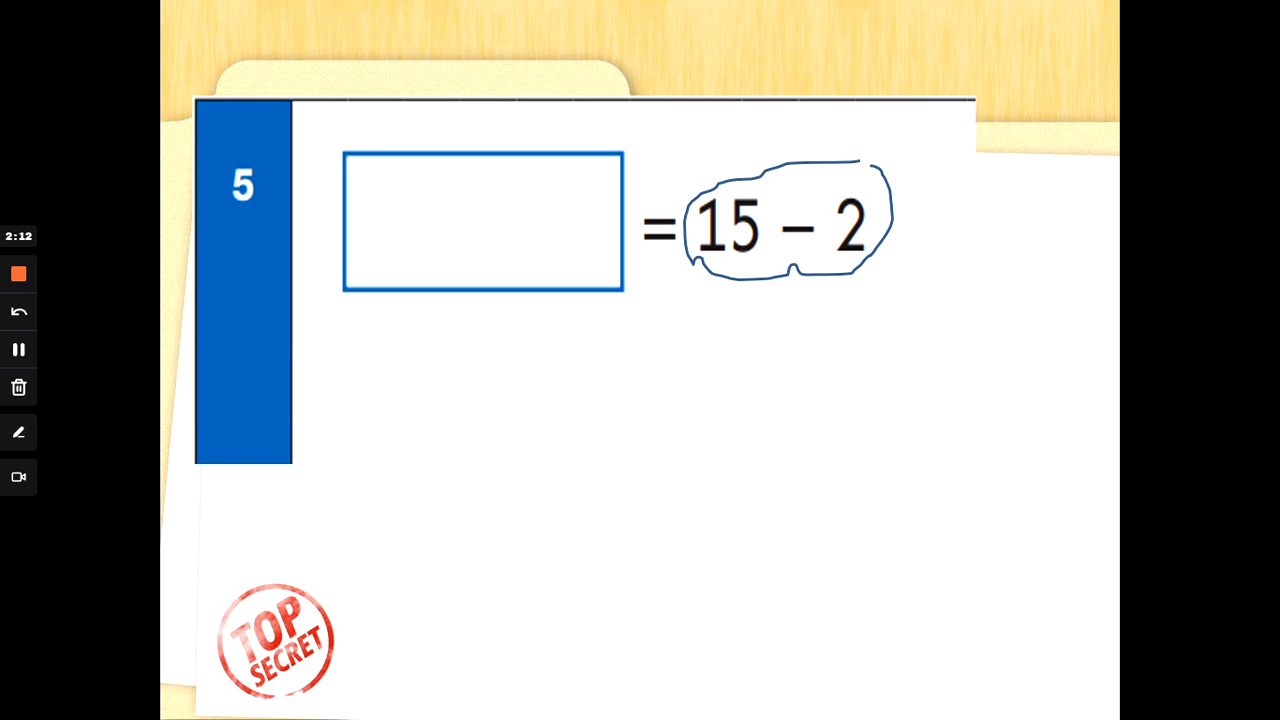 5
= 15 – 2
2:12
TOP
SECRET